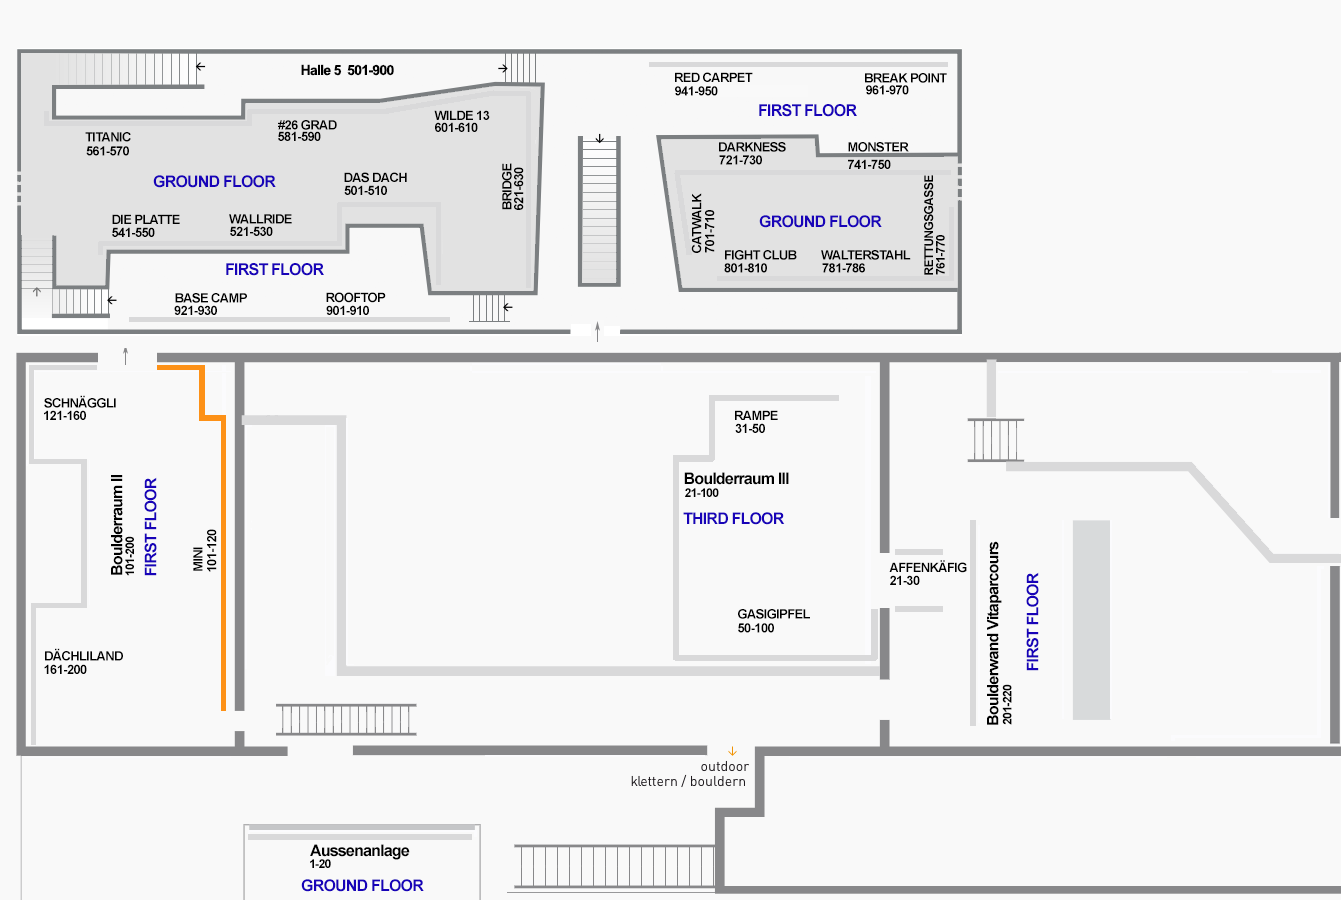 Halle 5 501-900
RED CARPET
941-950
BREAK POINT
961-970
FIRST FLOOR
TITANIC
561-570
#26 GRAD
581-590
WILDE 13
601-610
GROUND FLOOR
DAS DACH
501-510
BRIDGE
621-630
DIE PLATTE
541-550
WALLRIDE
521-530
FIRST FLOOR
BASE CAMP
921-930
ROOFTOP
901-910
DARKNESS
721-730
MONSTER
741-750
CATWALK
701-710
GROUND FLOOR
RETTUNGSGASSE
761-770
FIGHT CLUB
801-810
WALTERSTAHL
781-786
SCHNÄGGLI
121-160
Boulderraum II
101-200
FIRST FLOOR
MINI
101-120
DÄCHLILAND
161-200
RAMPE
31-50
Boulderraum III
21-100
THIRD FLOOR
GASIGIPFEL
50-100
AFFENKÄFIG
21-30
Boulderwand Vitaparcours
201-220
FIRST FLOOR
outdoor
klettern / bouldern
Aussenanlage
1-20
GROUND FLOOR